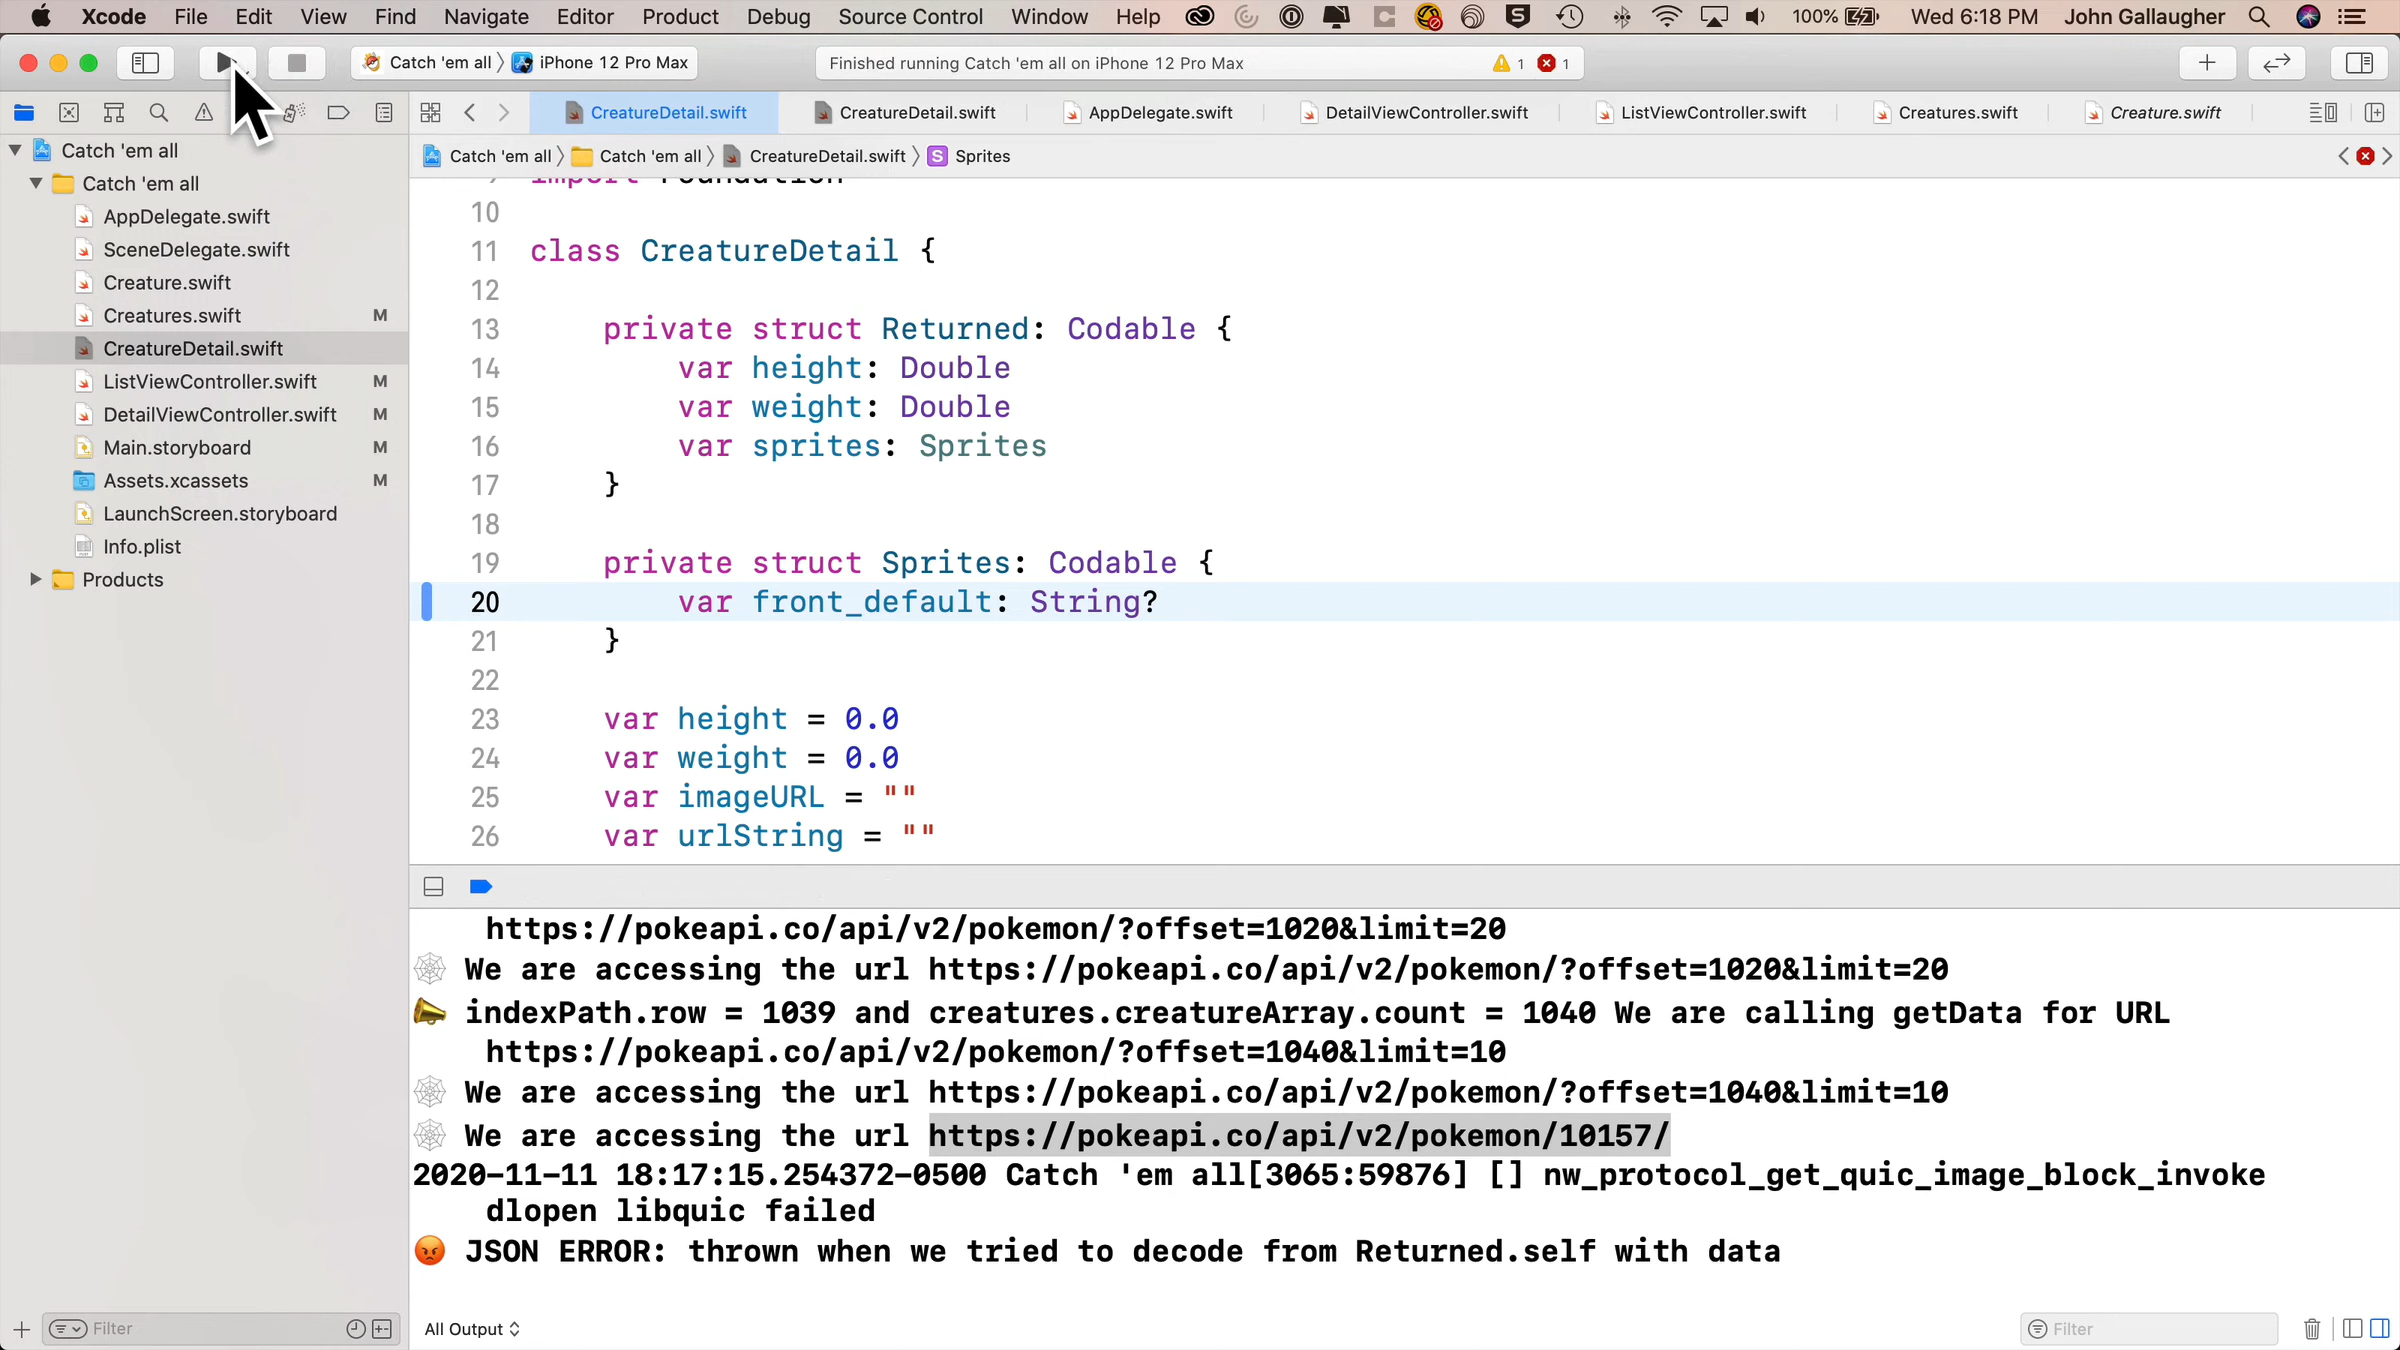 Xcode File Edit View Find Navigate Editor Product Debug Source Control Window Help 100% Wed 6:18 PM John Gallaugher
Catch 'em all iPhone 12 Pro Max Finished running Catch 'em all on iPhone 12 Pro Max 1 1
CreatureDetail.swift CreatureDetail.swift AppDelegate.swift DetailViewController.swift ListViewController.swift Creatures.swift Creature.swift
Catch 'em all Catch 'em all CreatureDetail.swift S Sprites
Catch 'em all
Catch 'em all
AppDelegate.swift
SceneDelegate.swift
Creature.swift
Creatures.swift M
CreatureDetail.swift
ListViewController.swift M
DetailViewController.swift M
Main.storyboard M
Assets.xcassets M
LaunchScreen.storyboard
Info.plist
Products
Filter
9 import Foundation
10
11 class CreatureDetail {
12
13 private struct Returned: Codable {
14 var height: Double
15 var weight: Double
16 var sprites: Sprites
17 }
18
19 private struct Sprites: Codable {
20 var front_default: String?
21 }
22
23 var height = 0.0
24 var weight = 0.0
25 var imageURL = ""
26 var urlString = ""
https://pokeapi.co/api/v2/pokemon/?offset=1020&limit=20
🕸 We are accessing the url https://pokeapi.co/api/v2/pokemon/?offset=1020&limit=20
📣 indexPath.row = 1039 and creatures.creatureArray.count = 1040 We are calling getData for URL
https://pokeapi.co/api/v2/pokemon/?offset=1040&limit=10
🕸 We are accessing the url https://pokeapi.co/api/v2/pokemon/?offset=1040&limit=10
🕸 We are accessing the url https://pokeapi.co/api/v2/pokemon/10157/
2020-11-11 18:17:15.254372-0500 Catch 'em all[3065:59876] [] nw_protocol_get_quic_image_block_invoke
dlopen libquic failed
😡 JSON ERROR: thrown when we tried to decode from Returned.self with data
All Output Filter